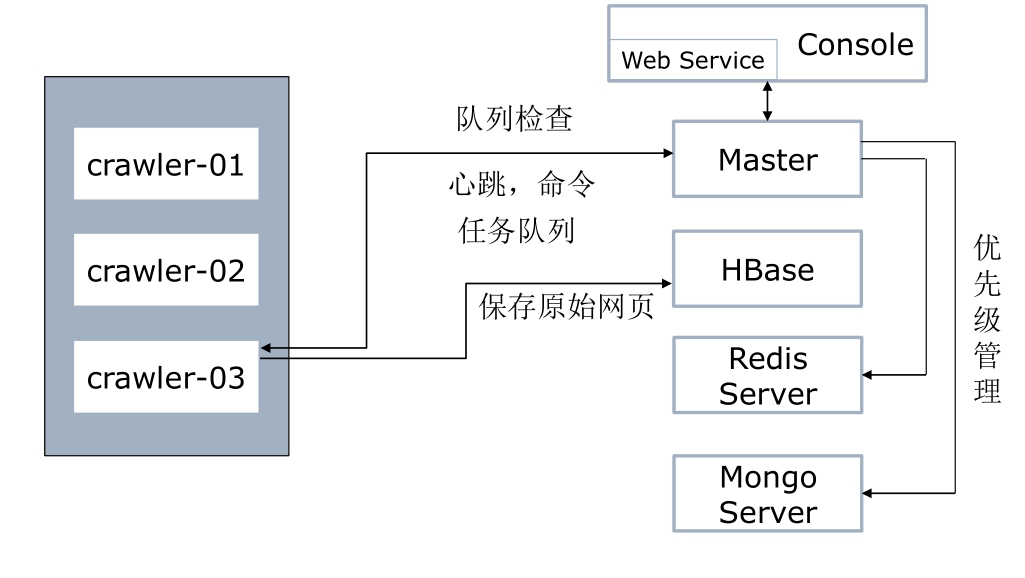 Console
Web Service
crawler-01
crawler-02
crawler-03
队列检查
心跳，命令
任务队列
保存原始网页
Master
HBase
Redis
Server
Mongo
Server
优先级管理